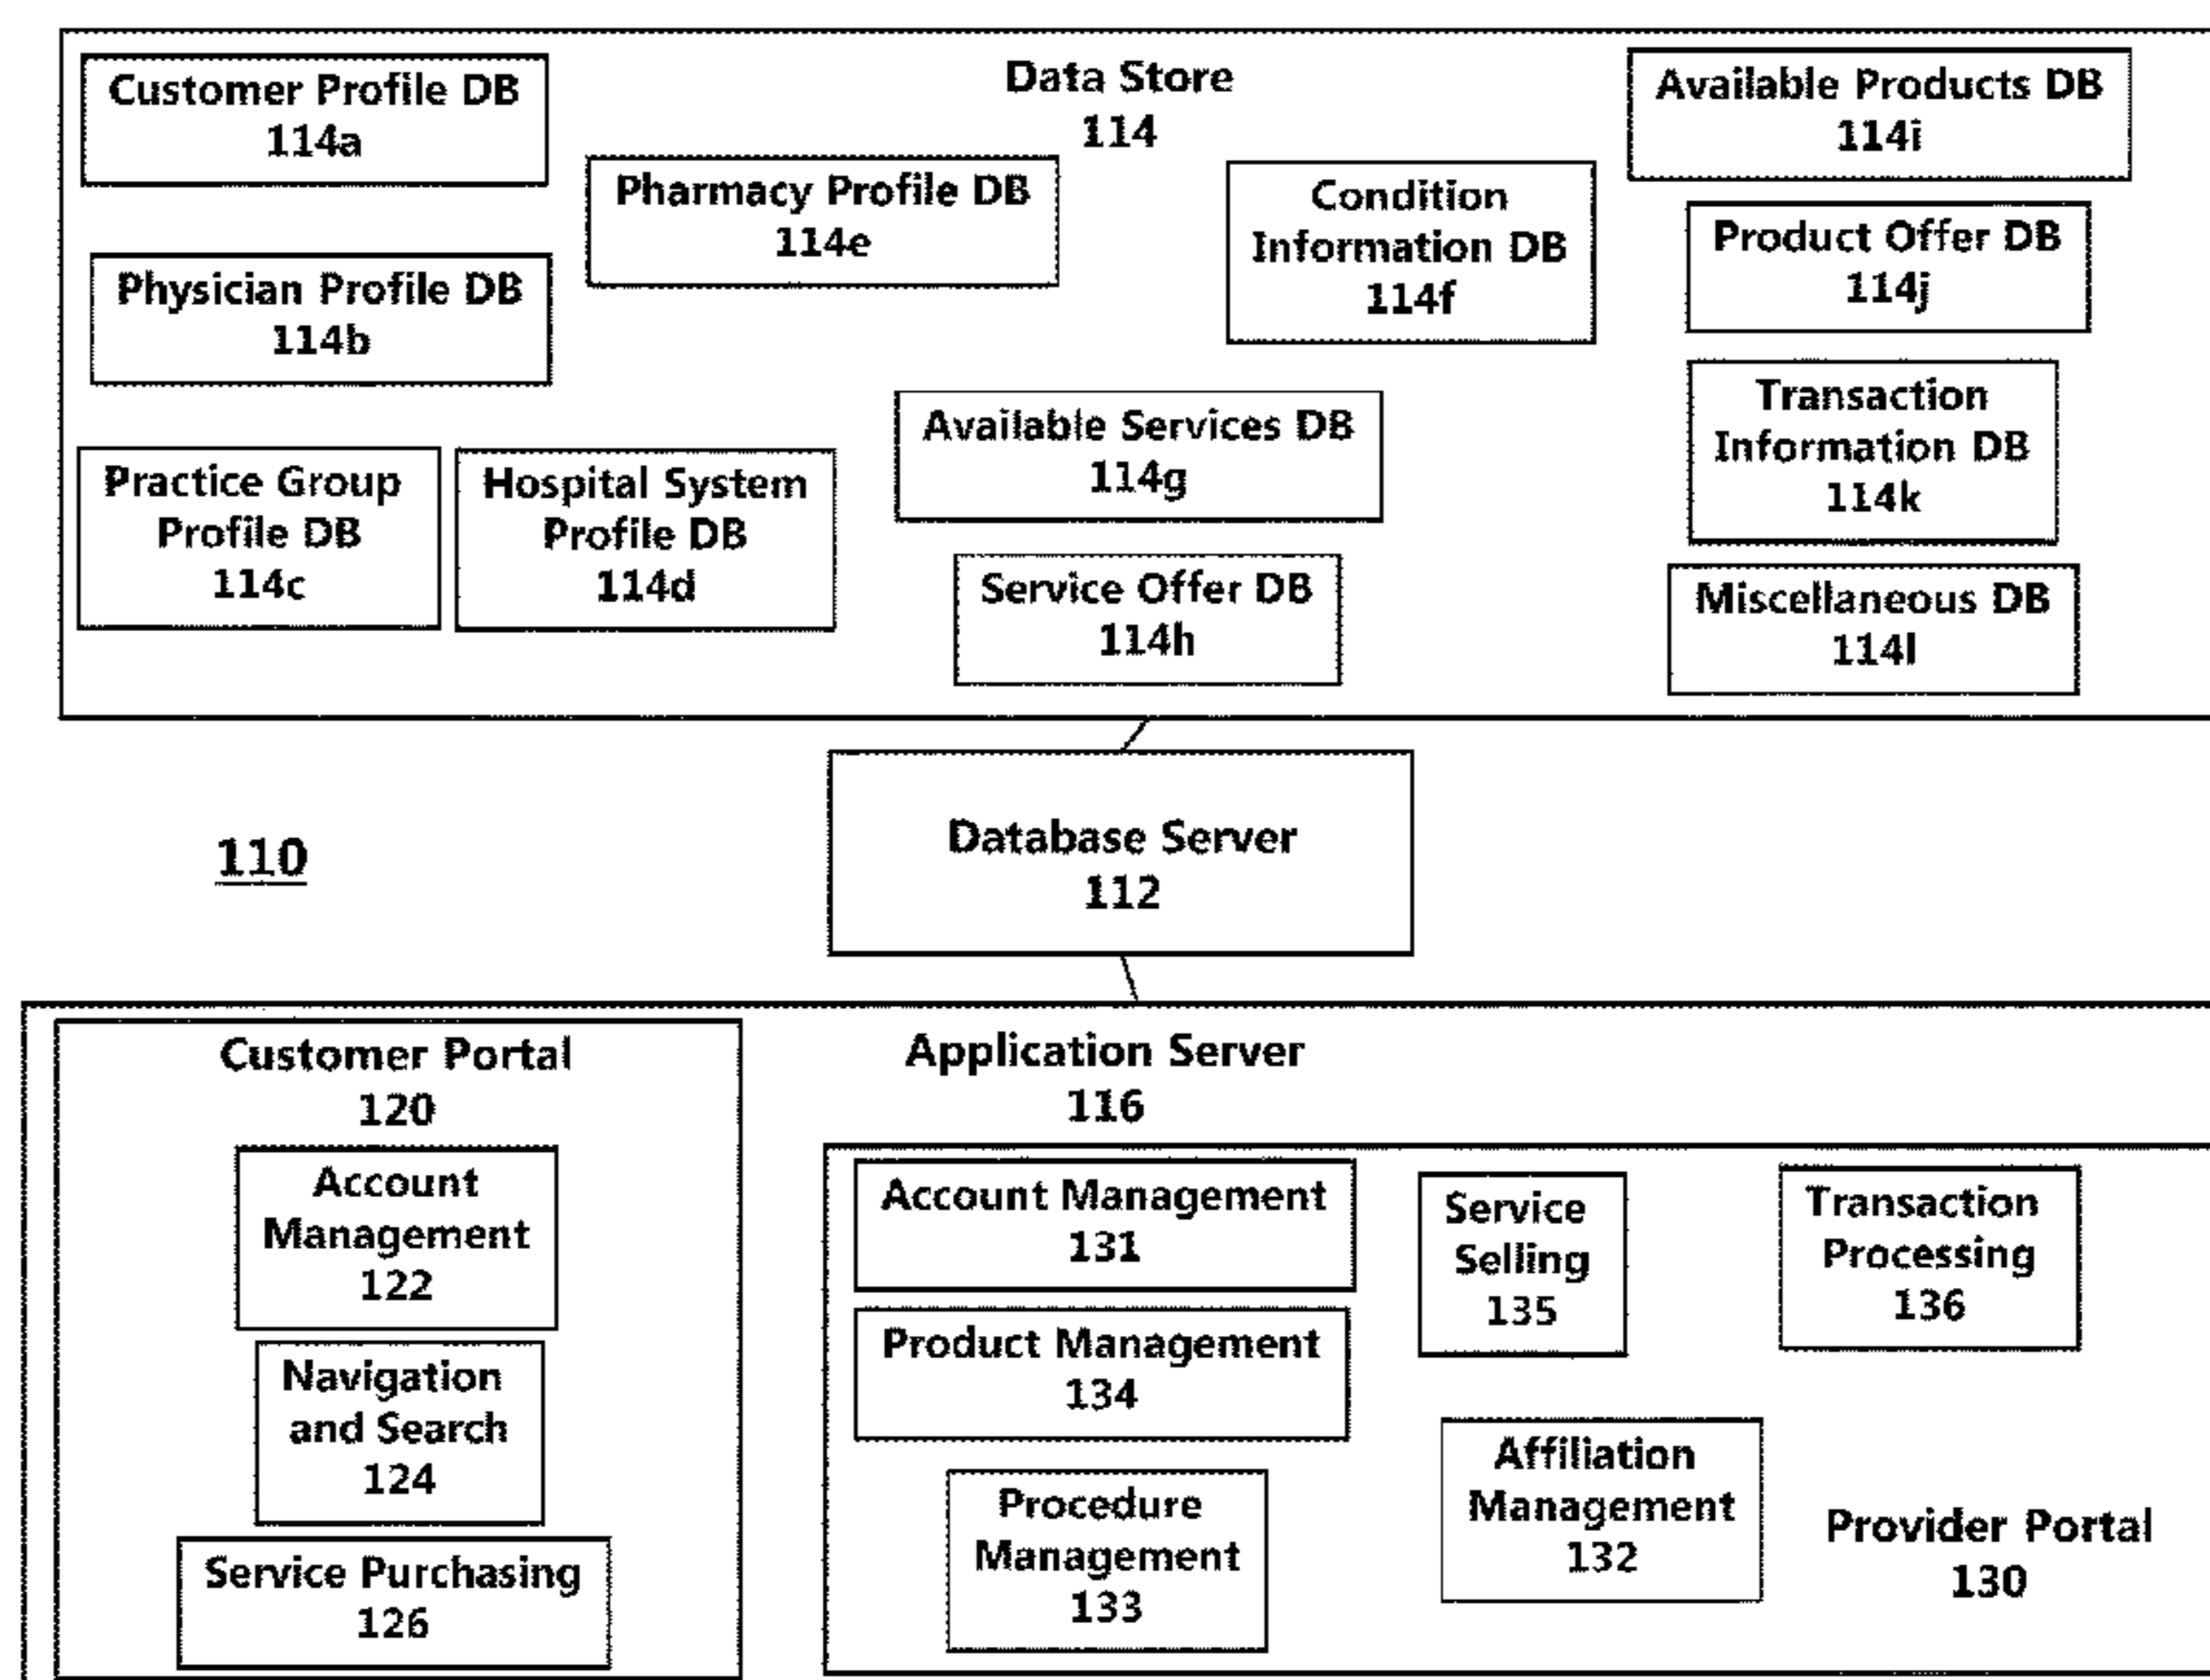 Data Store
114
Customer Profile DB
114a
Physician Profile DB
114b
Practice Group
Profile DB
114c
Hospital System
Profile DB
114d
Pharmacy Profile DB
114e
Condition
Information DB
114f
Available Services DB
114g
Service Offer DB
114h
Available Products DB
114i
Product Offer DB
114j
Transaction
Information DB
114k
Miscellaneous DB
114l
110
Database Server
112
Application Server
116
Customer Portal
120
Account
Management
122
Navigation
and Search
124
Service Purchasing
126
Account Management
131
Product Management
134
Procedure
Management
133
Service
Selling
135
Affiliation
Management
132
Transaction
Processing
136
Provider Portal
130